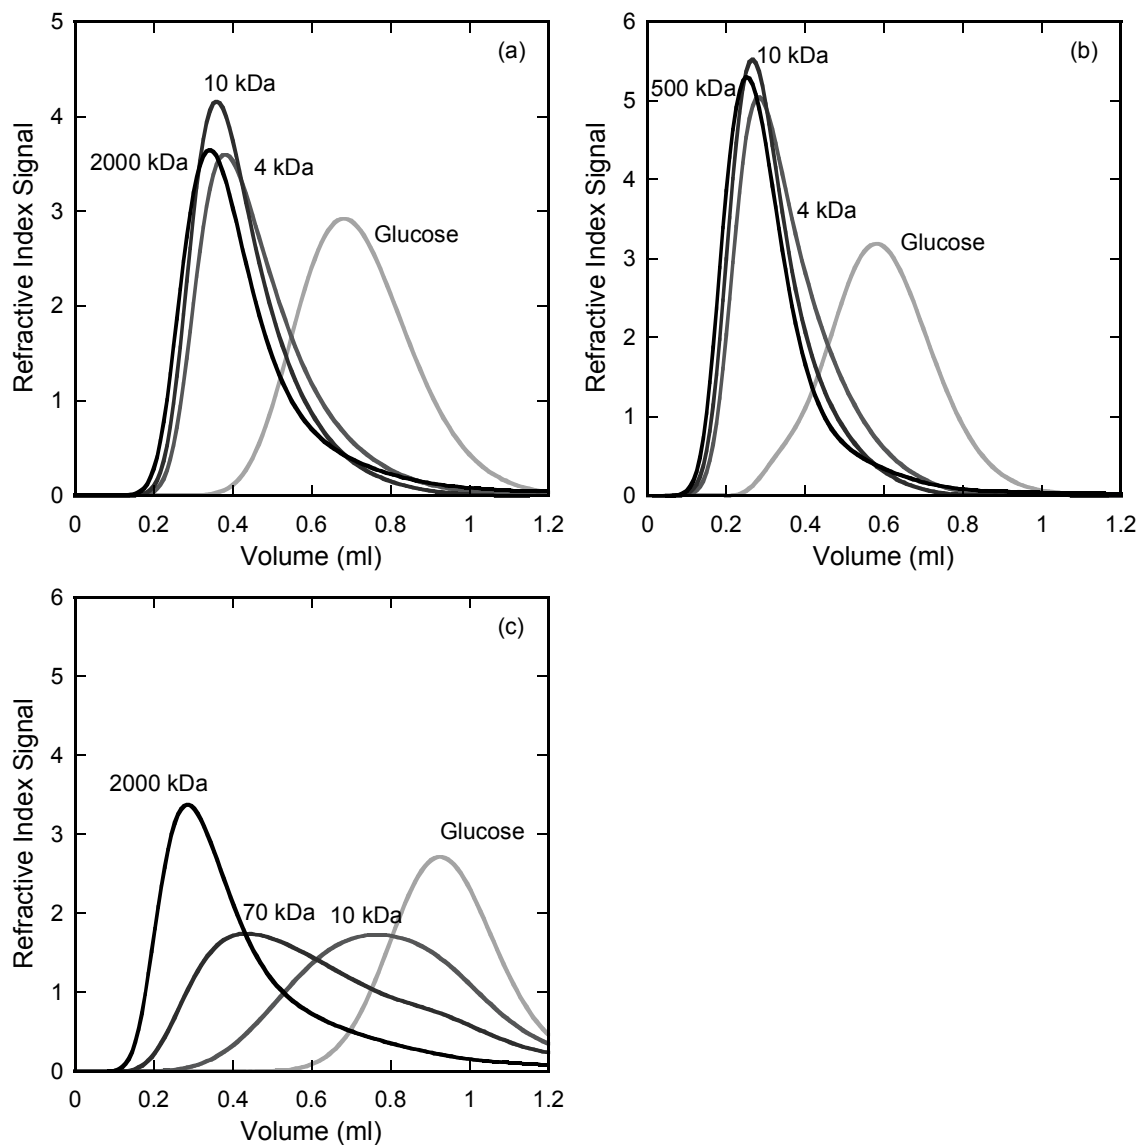 (a)
5
4
3
2
1
0
Refractive Index Signal
10 kDa
2000 kDa
4 kDa
Glucose
0 0.2 0.4 0.6 0.8 1 1.2
Volume (ml)
(b)
6
5
4
3
2
1
0
Refractive Index Signal
10 kDa
500 kDa
4 kDa
Glucose
0 0.2 0.4 0.6 0.8 1 1.2
Volume (ml)
(c)
6
5
4
3
2
1
0
Refractive Index Signal
2000 kDa
Glucose
70 kDa 10 kDa
0 0.2 0.4 0.6 0.8 1 1.2
Volume (ml)